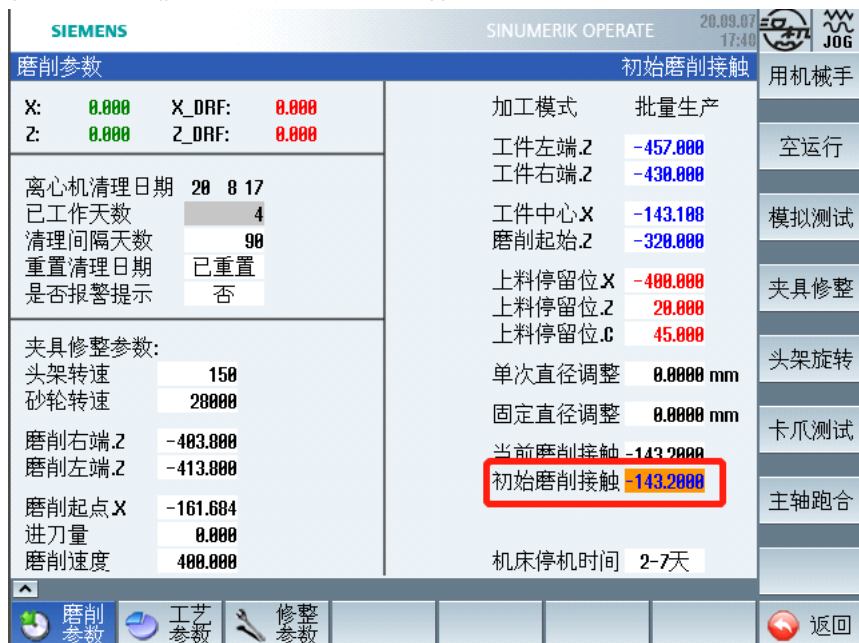 SIEMENS
SINUMERIK OPERATE
20.09.07
17:40
JOG
磨削参数
初始磨削接触
X: 0.000 X_DRF: 0.000
Z: 0.000 Z_DRF: 0.000
离心机清理日期 20 8 17
已工作天数 4
清理间隔天数 90
重置清理日期 已重置
是否报警提示 否
夹具修整参数:
头架转速 150
砂轮转速 28000
磨削右端.Z -403.800
磨削左端.Z -413.800
磨削起点X -161.684
进刀量 0.000
磨削速度 400.000
加工模式 批量生产
工件左端.Z -457.000
工件右端.Z -430.000
工件中心.X -143.108
磨削起始.Z -320.000
上料停留位.X -400.000
上料停留位.Z 20.000
上料停留位.C 45.000
单次直径调整 0.0000 mm
固定直径调整 0.0000 mm
当前磨削接触 -143.2000
初始磨削接触 -143.2000
机床停机时间 2-7天
用机械手
空运行
模拟测试
夹具修整
头架旋转
卡爪测试
主轴跑合
返回
磨削
参数
工艺
参数
修整
参数